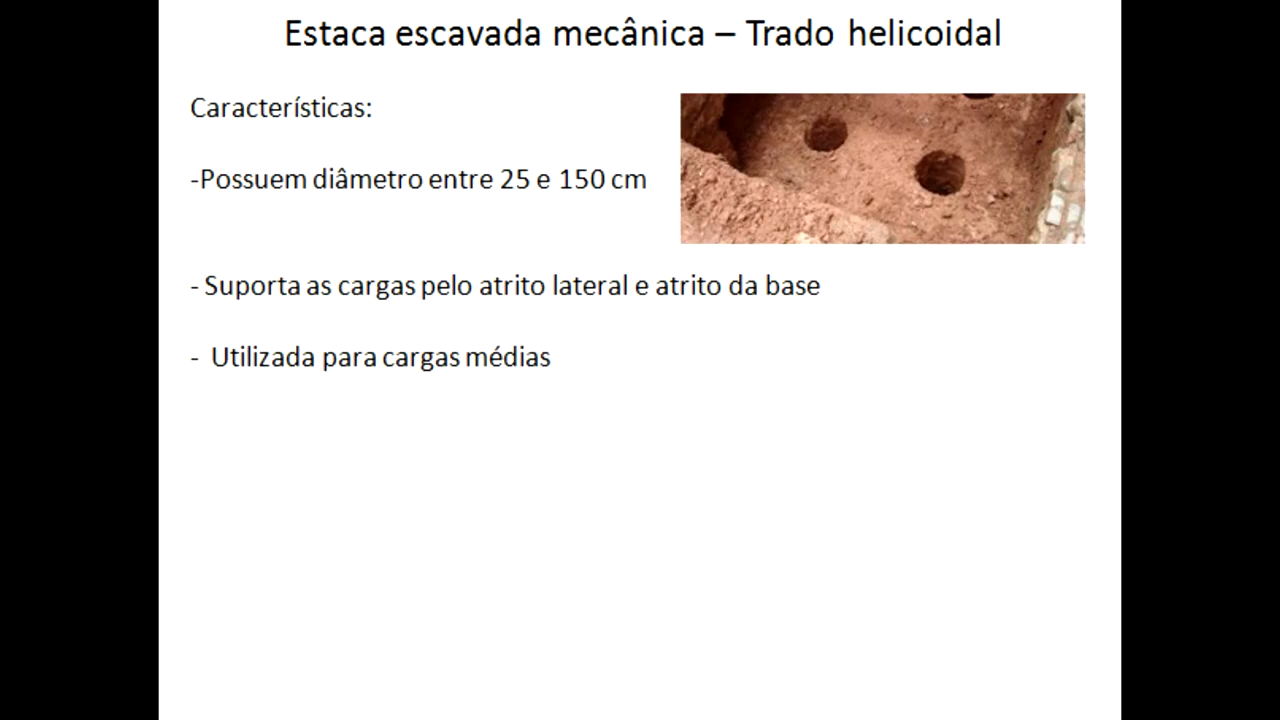 Estaca escavada mecânica – Trado helicoidal
Características:
-Possuem diâmetro entre 25 e 150 cm
- Suporta as cargas pelo atrito lateral e atrito da base
- Utilizada para cargas médias